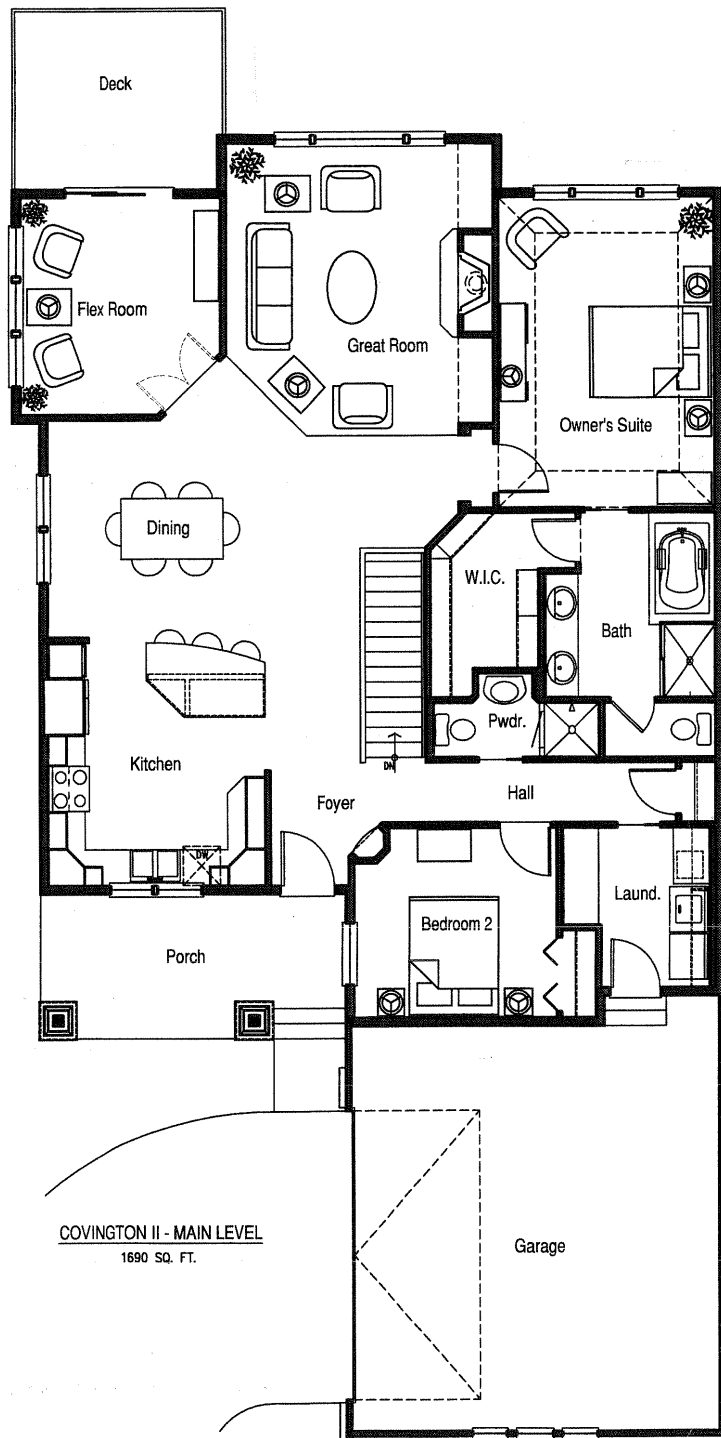 Deck
Flex Room
Great Room
Owner's Suite
Dining
W.I.C.
Bath
Pwdr.
Kitchen
DN
Hall
Foyer
DW
Laund.
Bedroom 2
Porch
COVINGTON II - MAIN LEVEL
1690 SQ. FT.
Garage